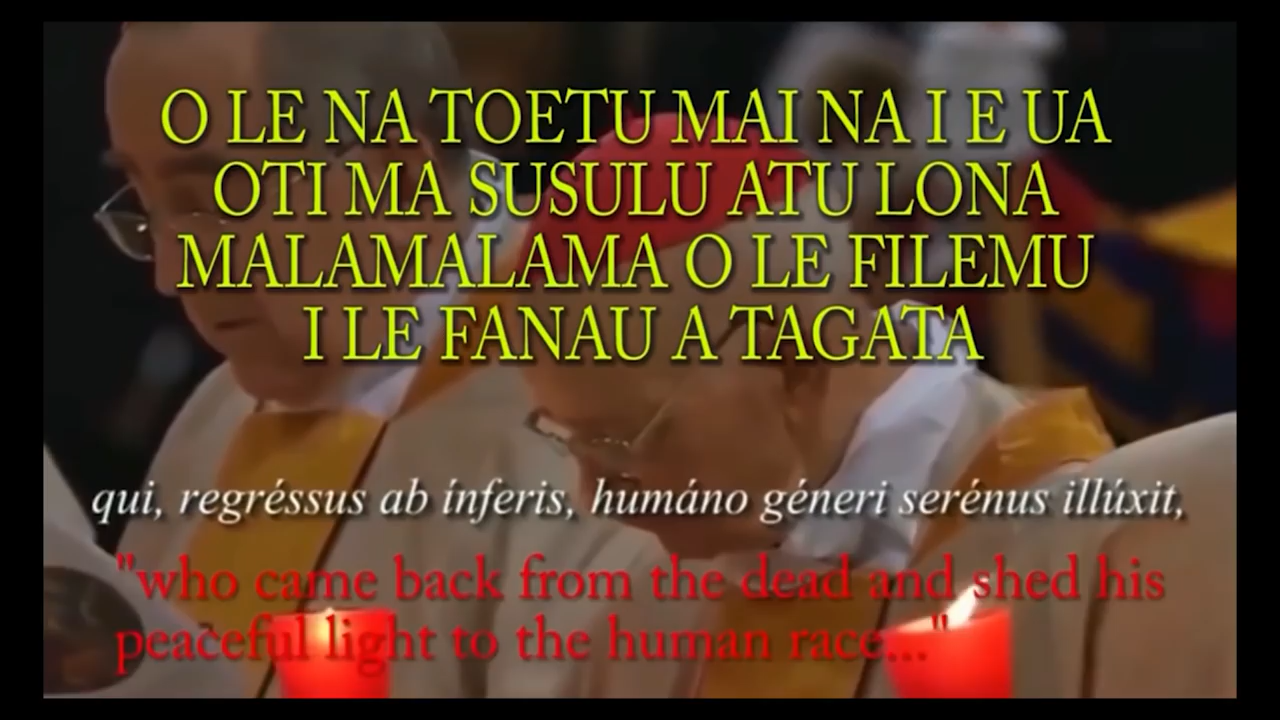 O LE NA TOETU MAI NA I E UA
OTI MA SUSULU ATU LONA
MALAMALAMA O LE FILEMU
I LE FANAU A TAGATA
qui, regréssus ab ínferis, humáno géneri serénus illúxit,
"who came back from the dead and shed his
peaceful light to the human race..."